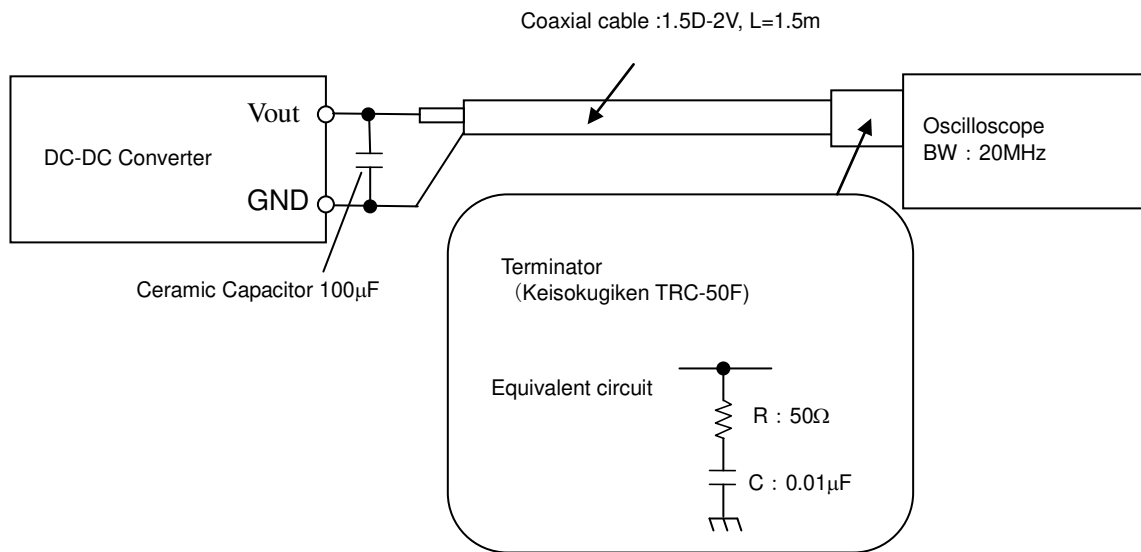 Coaxial cable :1.5D-2V, L=1.5m
Vout
DC-DC Converter
GND
Oscilloscope
BW：20MHz
Ceramic Capacitor 100μF
Terminator
（Keisokugiken TRC-50F)
Equivalent circuit
R：50Ω
C：0.01μF